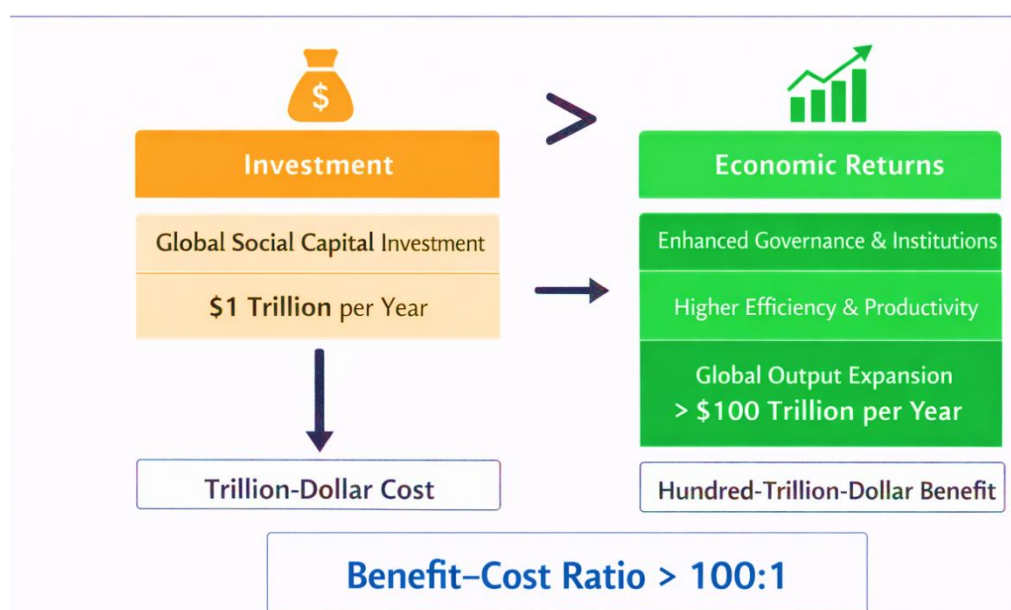 $
>
Investment
Global Social Capital Investment
$1 Trillion per Year
Trillion-Dollar Cost
Economic Returns
Enhanced Governance & Institutions
Higher Efficiency & Productivity
Global Output Expansion
> $100 Trillion per Year
Hundred-Trillion-Dollar Benefit
Benefit–Cost Ratio > 100:1